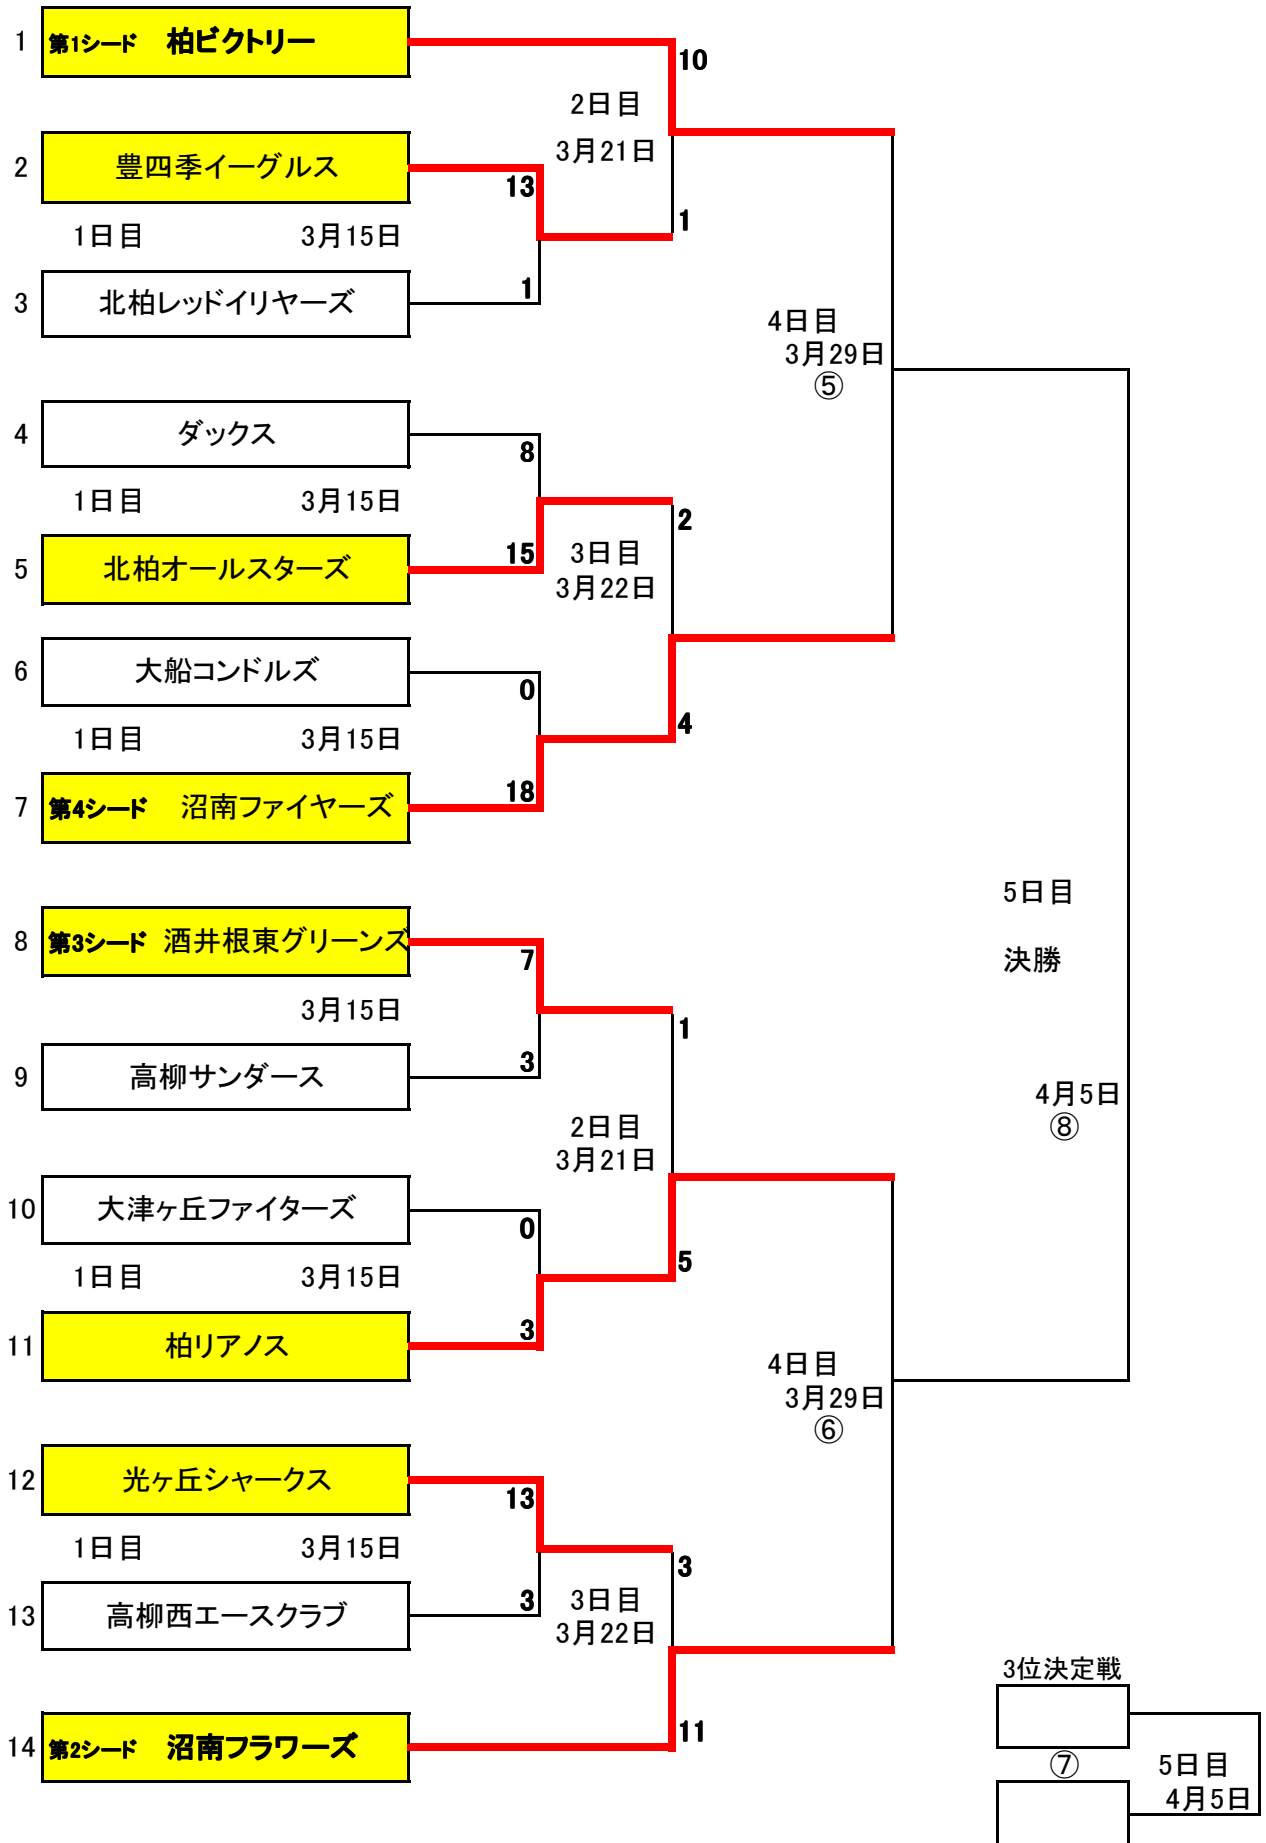 1 第1シード 柏ビクトリー
10
2日目
3月21日
2 豊四季イーグルス
13
1日目 3月15日
1
3 北柏レッドイリヤーズ
1
4日目
3月29日
⑤
4 ダックス
8
1日目 3月15日
2
5 北柏オールスターズ
15
3日目
3月22日
6 大船コンドルズ
0
1日目 3月15日
4
7 第4シード 沼南ファイヤーズ
18
5日目
決勝
4月5日
⑧
8 第3シード 酒井根東グリーンズ
7
3月15日
1
9 高柳サンダース
3
2日目
3月21日
10 大津ヶ丘ファイターズ
0
1日目 3月15日
5
11 柏リアノス
3
4日目
3月29日
⑥
12 光ヶ丘シャークス
13
1日目 3月15日
3
13 高柳西エースクラブ
3
3日目
3月22日
14 第2シード 沼南フラワーズ
11
3位決定戦
⑦
5日目
4月5日